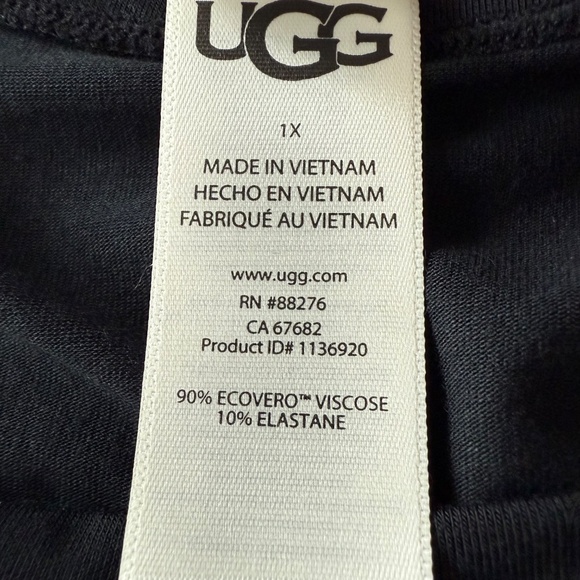 UGG
1X
MADE IN VIETNAM
HECHO EN VIETNAM
FABRIQUÉ AU VIETNAM
www.ugg.com
RN #88276
CA 67682
Product ID# 1136920
90% ECOVERO™ VISCOSE
10% ELASTANE